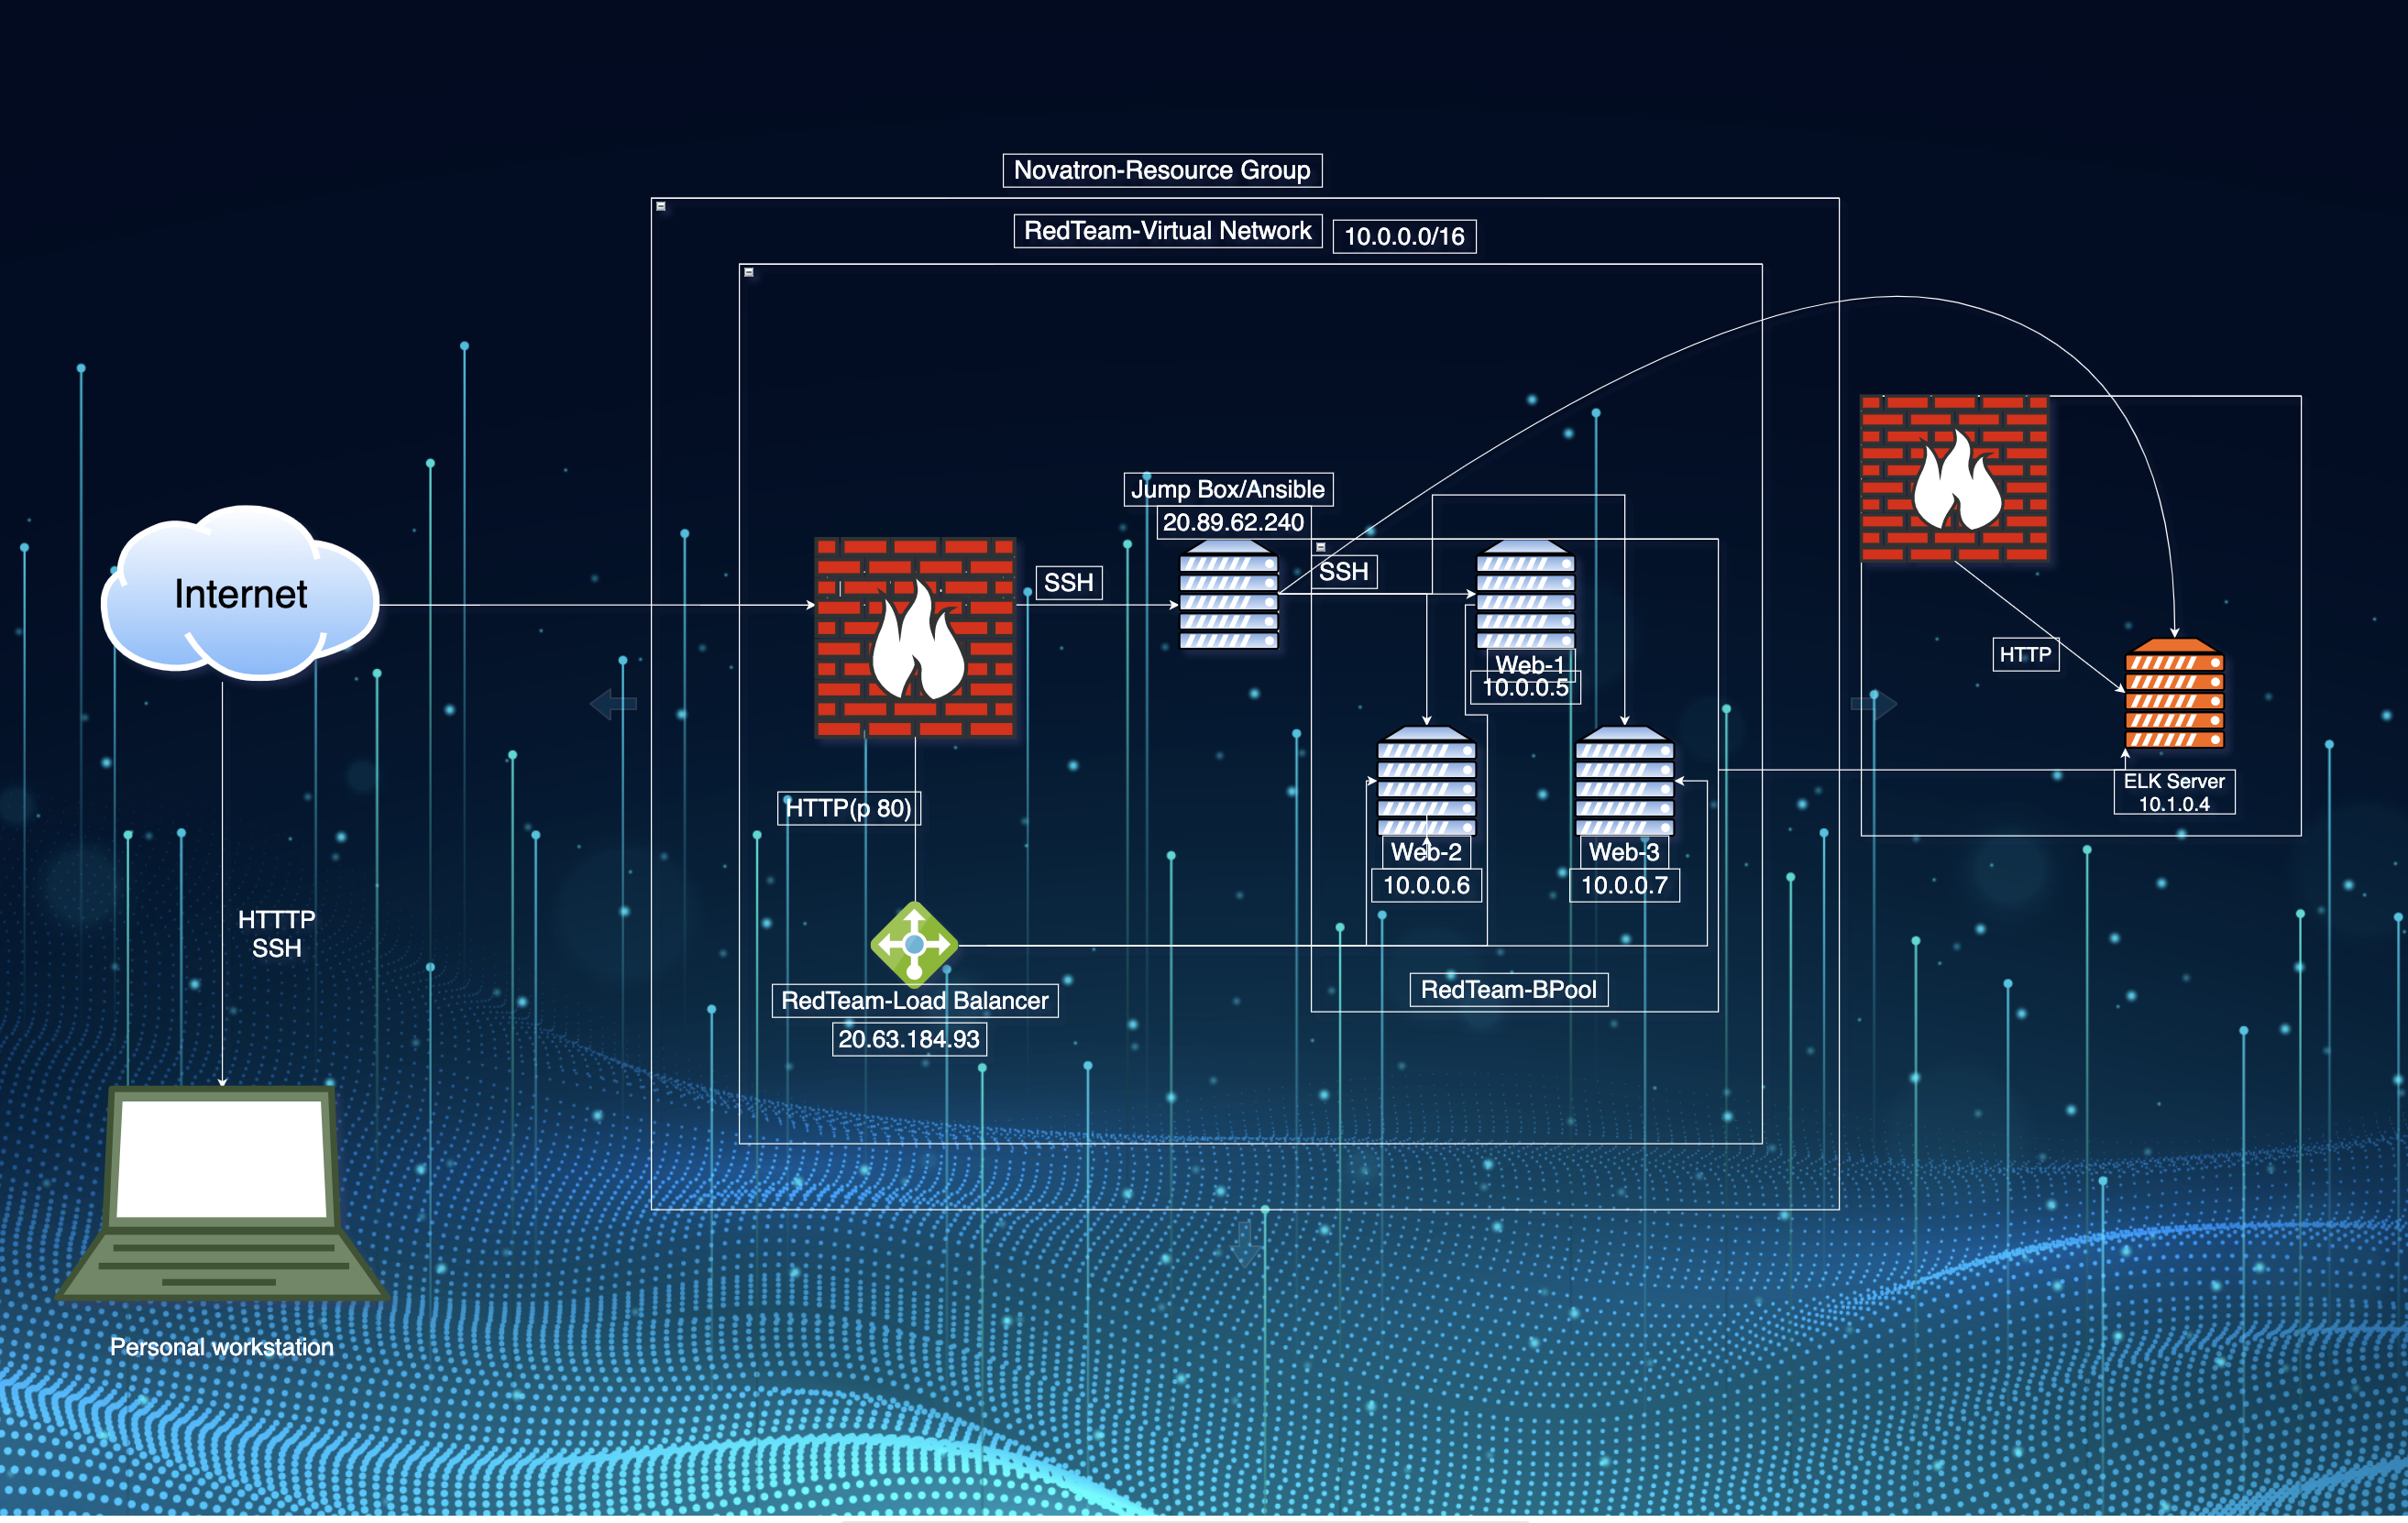 Novatron-Resource Group
RedTeam-Virtual Network
10.0.0.0/16
Jump Box/Ansible
20.89.62.240
SSH
SSH
Internet
Web-1
10.0.0.5
HTTP
HTTP(p 80)
ELK Server
10.1.0.4
Web-2
10.0.0.6
Web-3
10.0.0.7
HTTTP
SSH
RedTeam-BPool
RedTeam-Load Balancer
20.63.184.93
Personal workstation